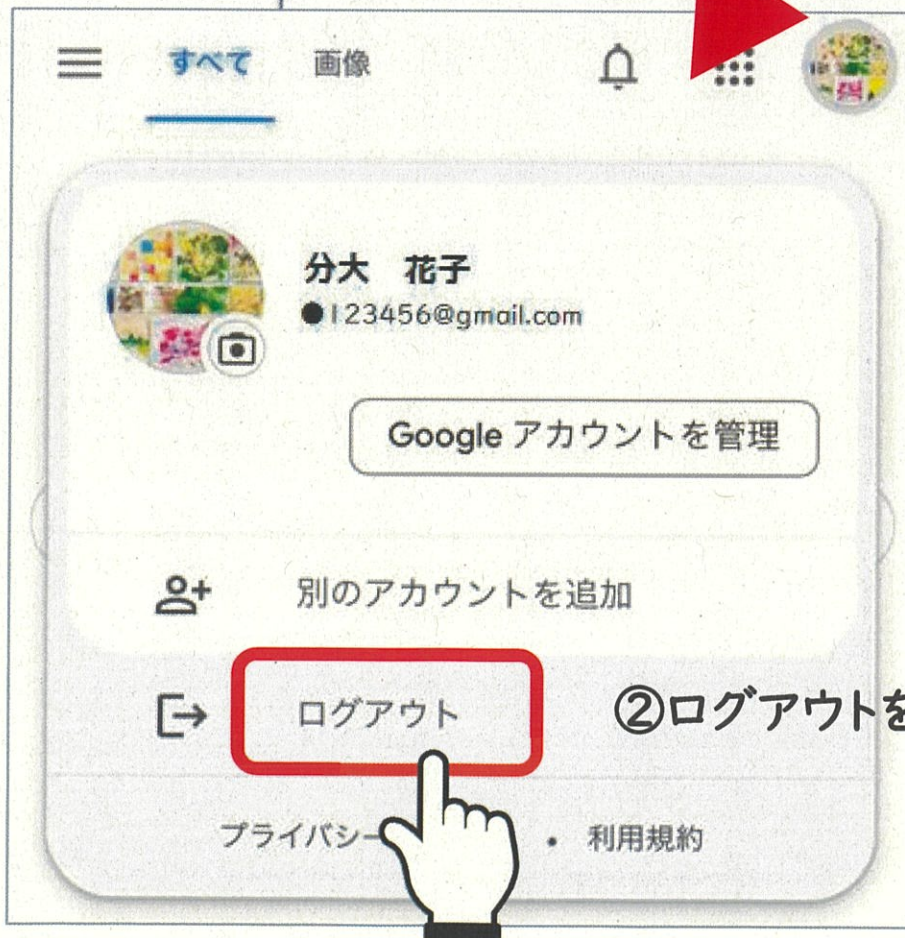 すべて 画像
分大 花子
●123456@gmail.com
Google アカウントを管理
別のアカウントを追加
ログアウト
②ログアウトを
プライバシー • 利用規約